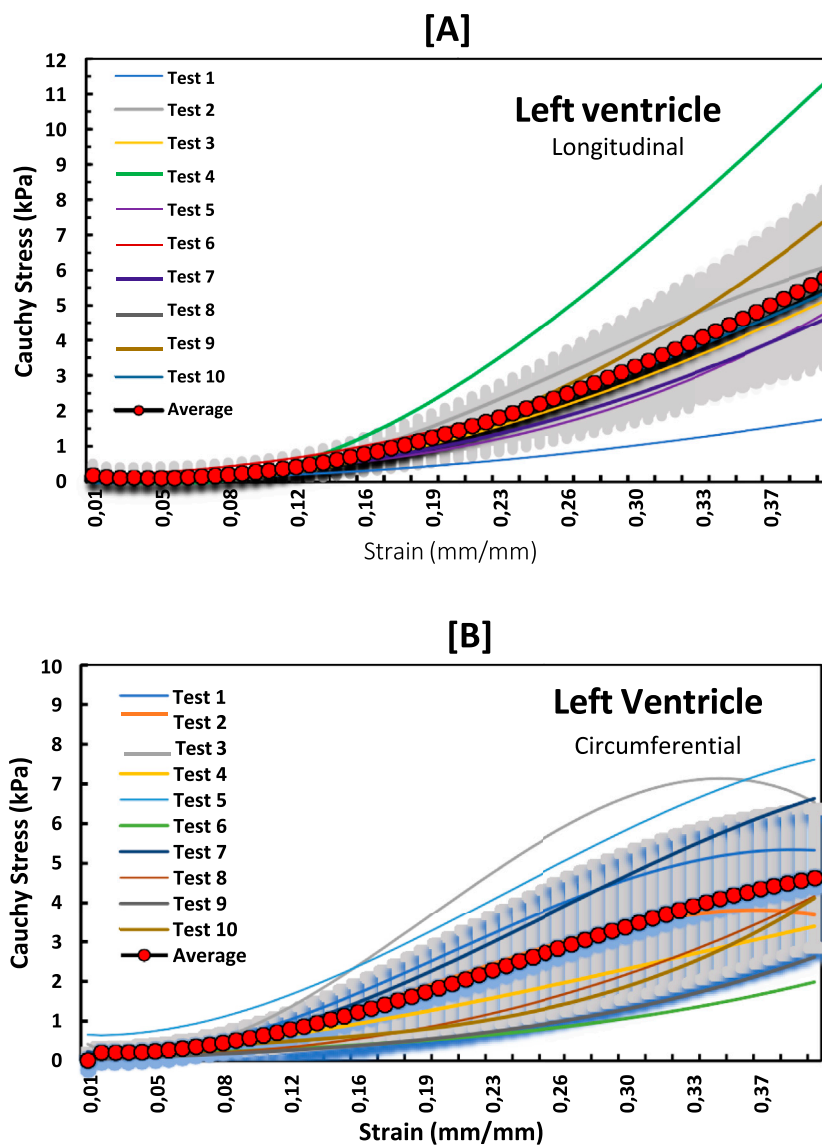 [A]
Left ventricle
Longitudinal
Cauchy Stress (kPa)
12
11
10
9
8
7
6
5
4
3
2
1
0
Test 1
Test 2
Test 3
Test 4
Test 5
Test 6
Test 7
Test 8
Test 9
Test 10
Average
0,01
0,05
0,08
0,12
0,16
0,19
0,23
0,26
0,30
0,33
0,37
Strain (mm/mm)
[B]
Left Ventricle
Circumferential
Cauchy Stress (kPa)
10
9
8
7
6
5
4
3
2
1
0
Test 1
Test 2
Test 3
Test 4
Test 5
Test 6
Test 7
Test 8
Test 9
Test 10
Average
0,01
0,05
0,08
0,12
0,16
0,19
0,23
0,26
0,30
0,33
0,37
Strain (mm/mm)